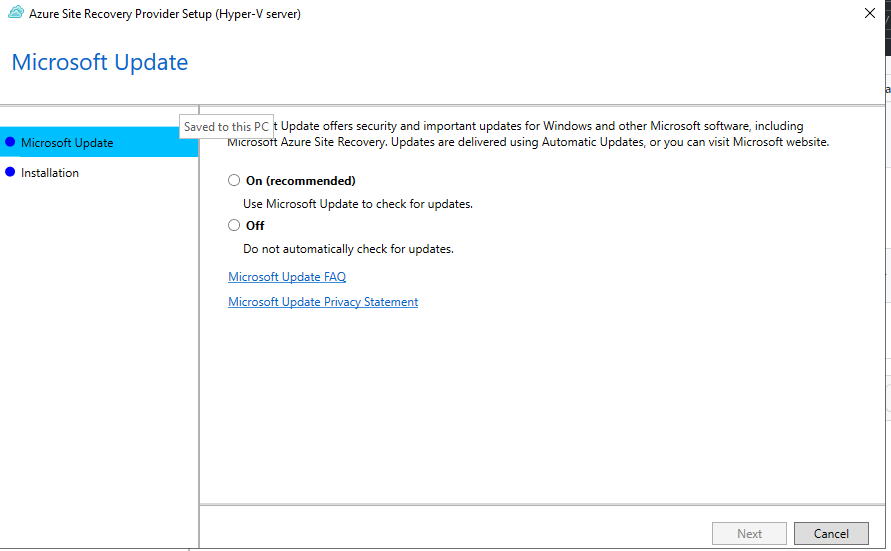 Azure Site Recovery Provider Setup (Hyper-V server)
Microsoft Update
Saved to this PC
t Update offers security and important updates for Windows and other Microsoft software, including
Microsoft Azure Site Recovery. Updates are delivered using Automatic Updates, or you can visit Microsoft website.
Microsoft Update
Installation
On (recommended)
Use Microsoft Update to check for updates.
Off
Do not automatically check for updates.
Microsoft Update FAQ
Microsoft Update Privacy Statement
Next
Cancel